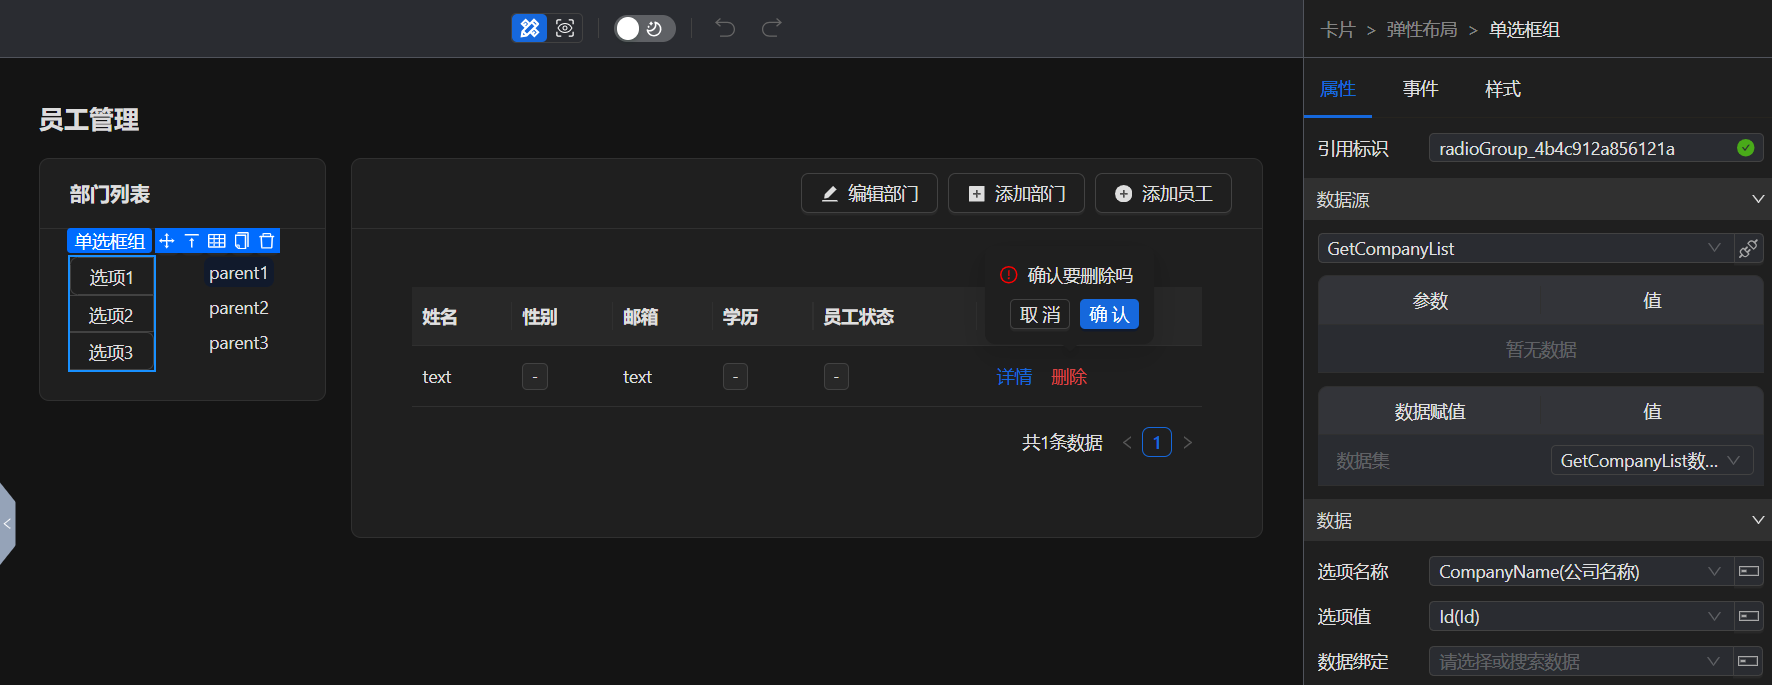 卡片 > 弹性布局 > 单选框组
属性 事件 样式
员工管理
引用标识 radioGroup_4b4c912a856121a
部门列表
编辑部门 添加部门 添加员工
数据源
单选框组
GetCompanyList
选项1 parent1
选项2 parent2
选项3 parent3
确认要删除吗
取 消 确 认
参数 值
暂无数据
姓名 性别 邮箱 学历 员工状态
text - text - - 详情 删除
数据赋值 值
共1条数据 < 1 >
数据集 GetCompanyList数...
数据
选项名称 CompanyName(公司名称)
选项值 Id(Id)
数据绑定 请选择或搜索数据